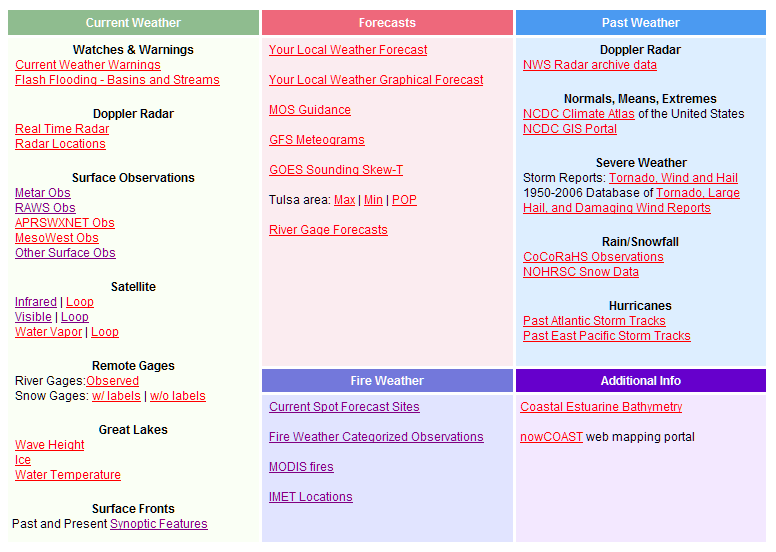 Current Weather
Watches & Warnings
Current Weather Warnings
Flash Flooding - Basins and Streams
Doppler Radar
Real Time Radar
Radar Locations
Surface Observations
Metar Obs
RAWS Obs
APRSWXNET Obs
MesoWest Obs
Other Surface Obs
Satellite
Infrared | Loop
Visible | Loop
Water Vapor | Loop
Remote Gages
River Gages:Observed
Snow Gages: w/ labels | w/o labels
Great Lakes
Wave Height
Ice
Water Temperature
Surface Fronts
Past and Present Synoptic Features
Forecasts
Your Local Weather Forecast
Your Local Weather Graphical Forecast
MOS Guidance
GFS Meteograms
GOES Sounding Skew-T
Tulsa area: Max | Min | POP
River Gage Forecasts
Fire Weather
Current Spot Forecast Sites
Fire Weather Categorized Observations
MODIS fires
IMET Locations
Past Weather
Doppler Radar
NWS Radar archive data
Normals, Means, Extremes
NCDC Climate Atlas of the United States
NCDC GIS Portal
Severe Weather
Storm Reports: Tornado, Wind and Hail
1950-2006 Database of Tornado, Large
Hail, and Damaging Wind Reports
Rain/Snowfall
CoCoRaHS Observations
NOHRSC Snow Data
Hurricanes
Past Atlantic Storm Tracks
Past East Pacific Storm Tracks
Additional Info
Coastal Estuarine Bathymetry
nowCOAST web mapping portal